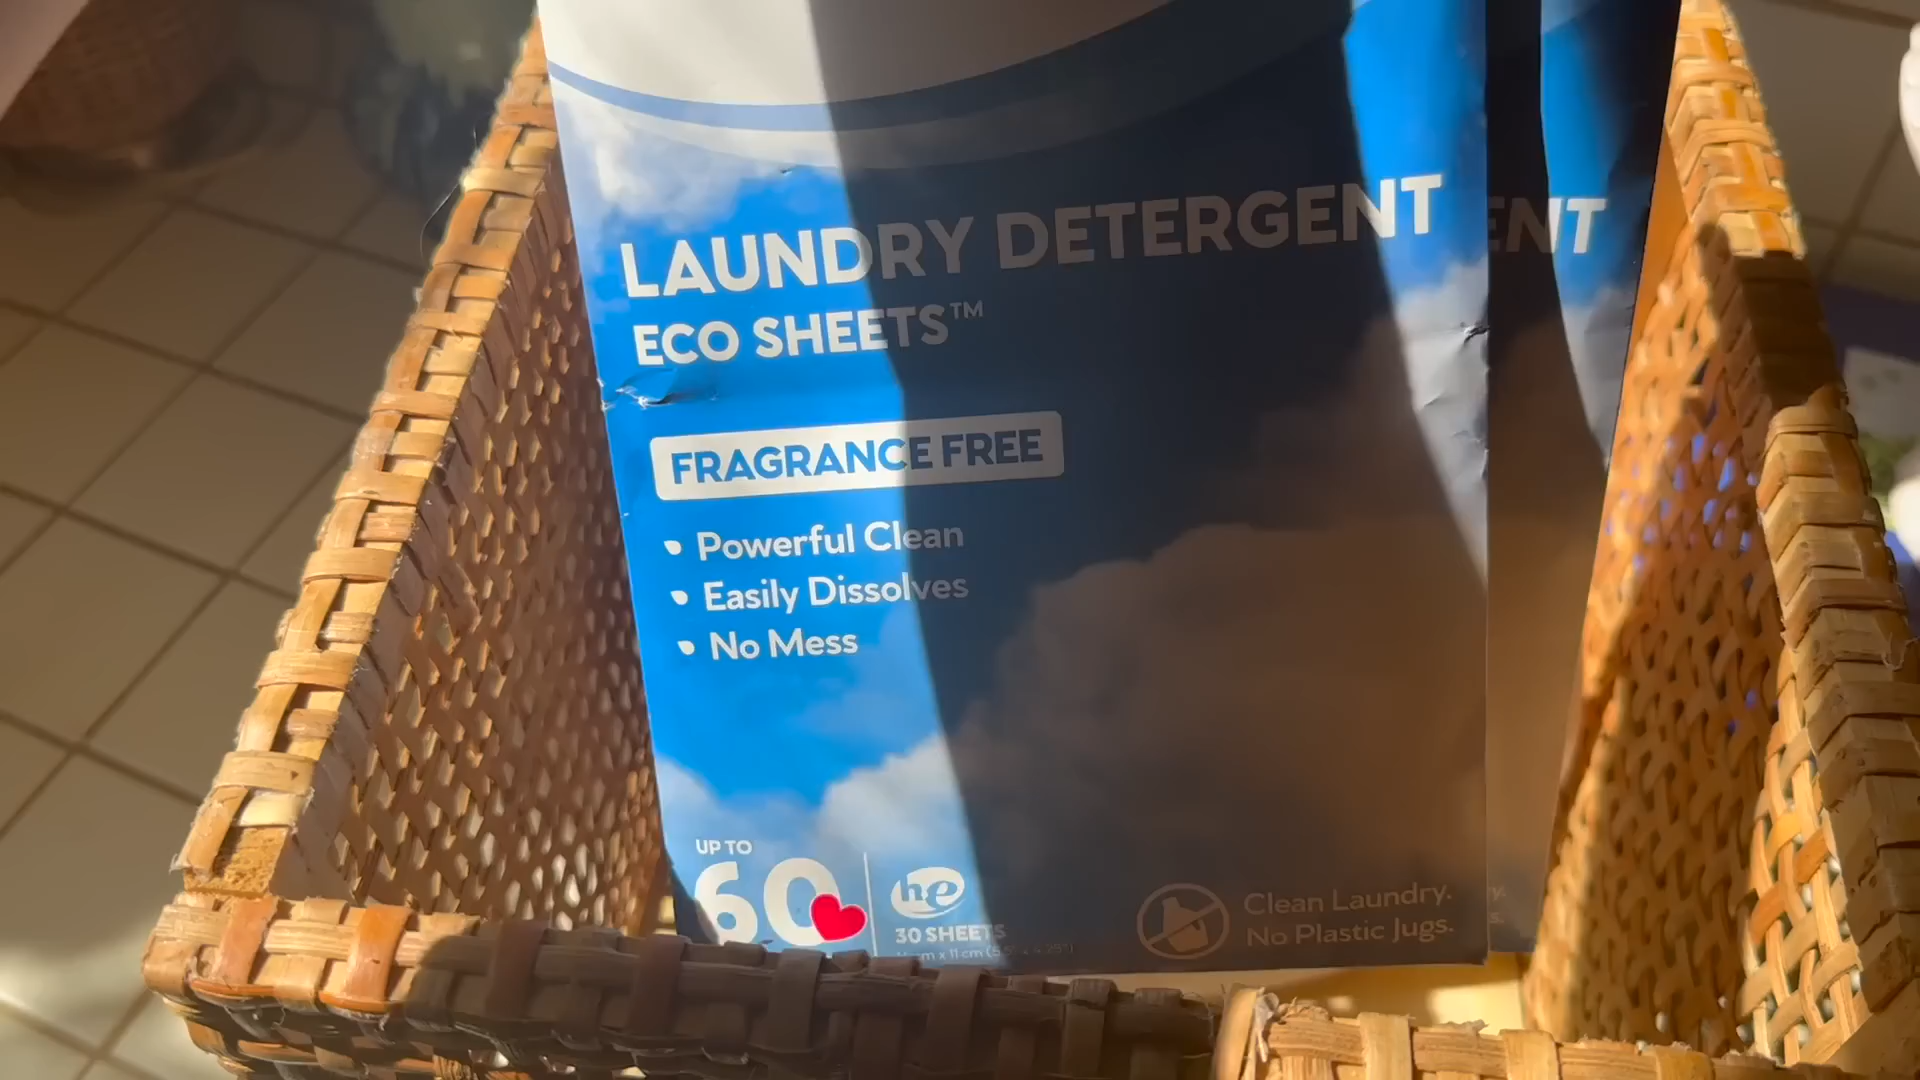 LAUNDRY DETERGENT
ECO SHEETS™
FRAGRANCE FREE
• Powerful Clean
• Easily Dissolves
• No Mess
UP TO
60
he
30 SHEETS
Clean Laundry.
No Plastic Jugs.
ENT